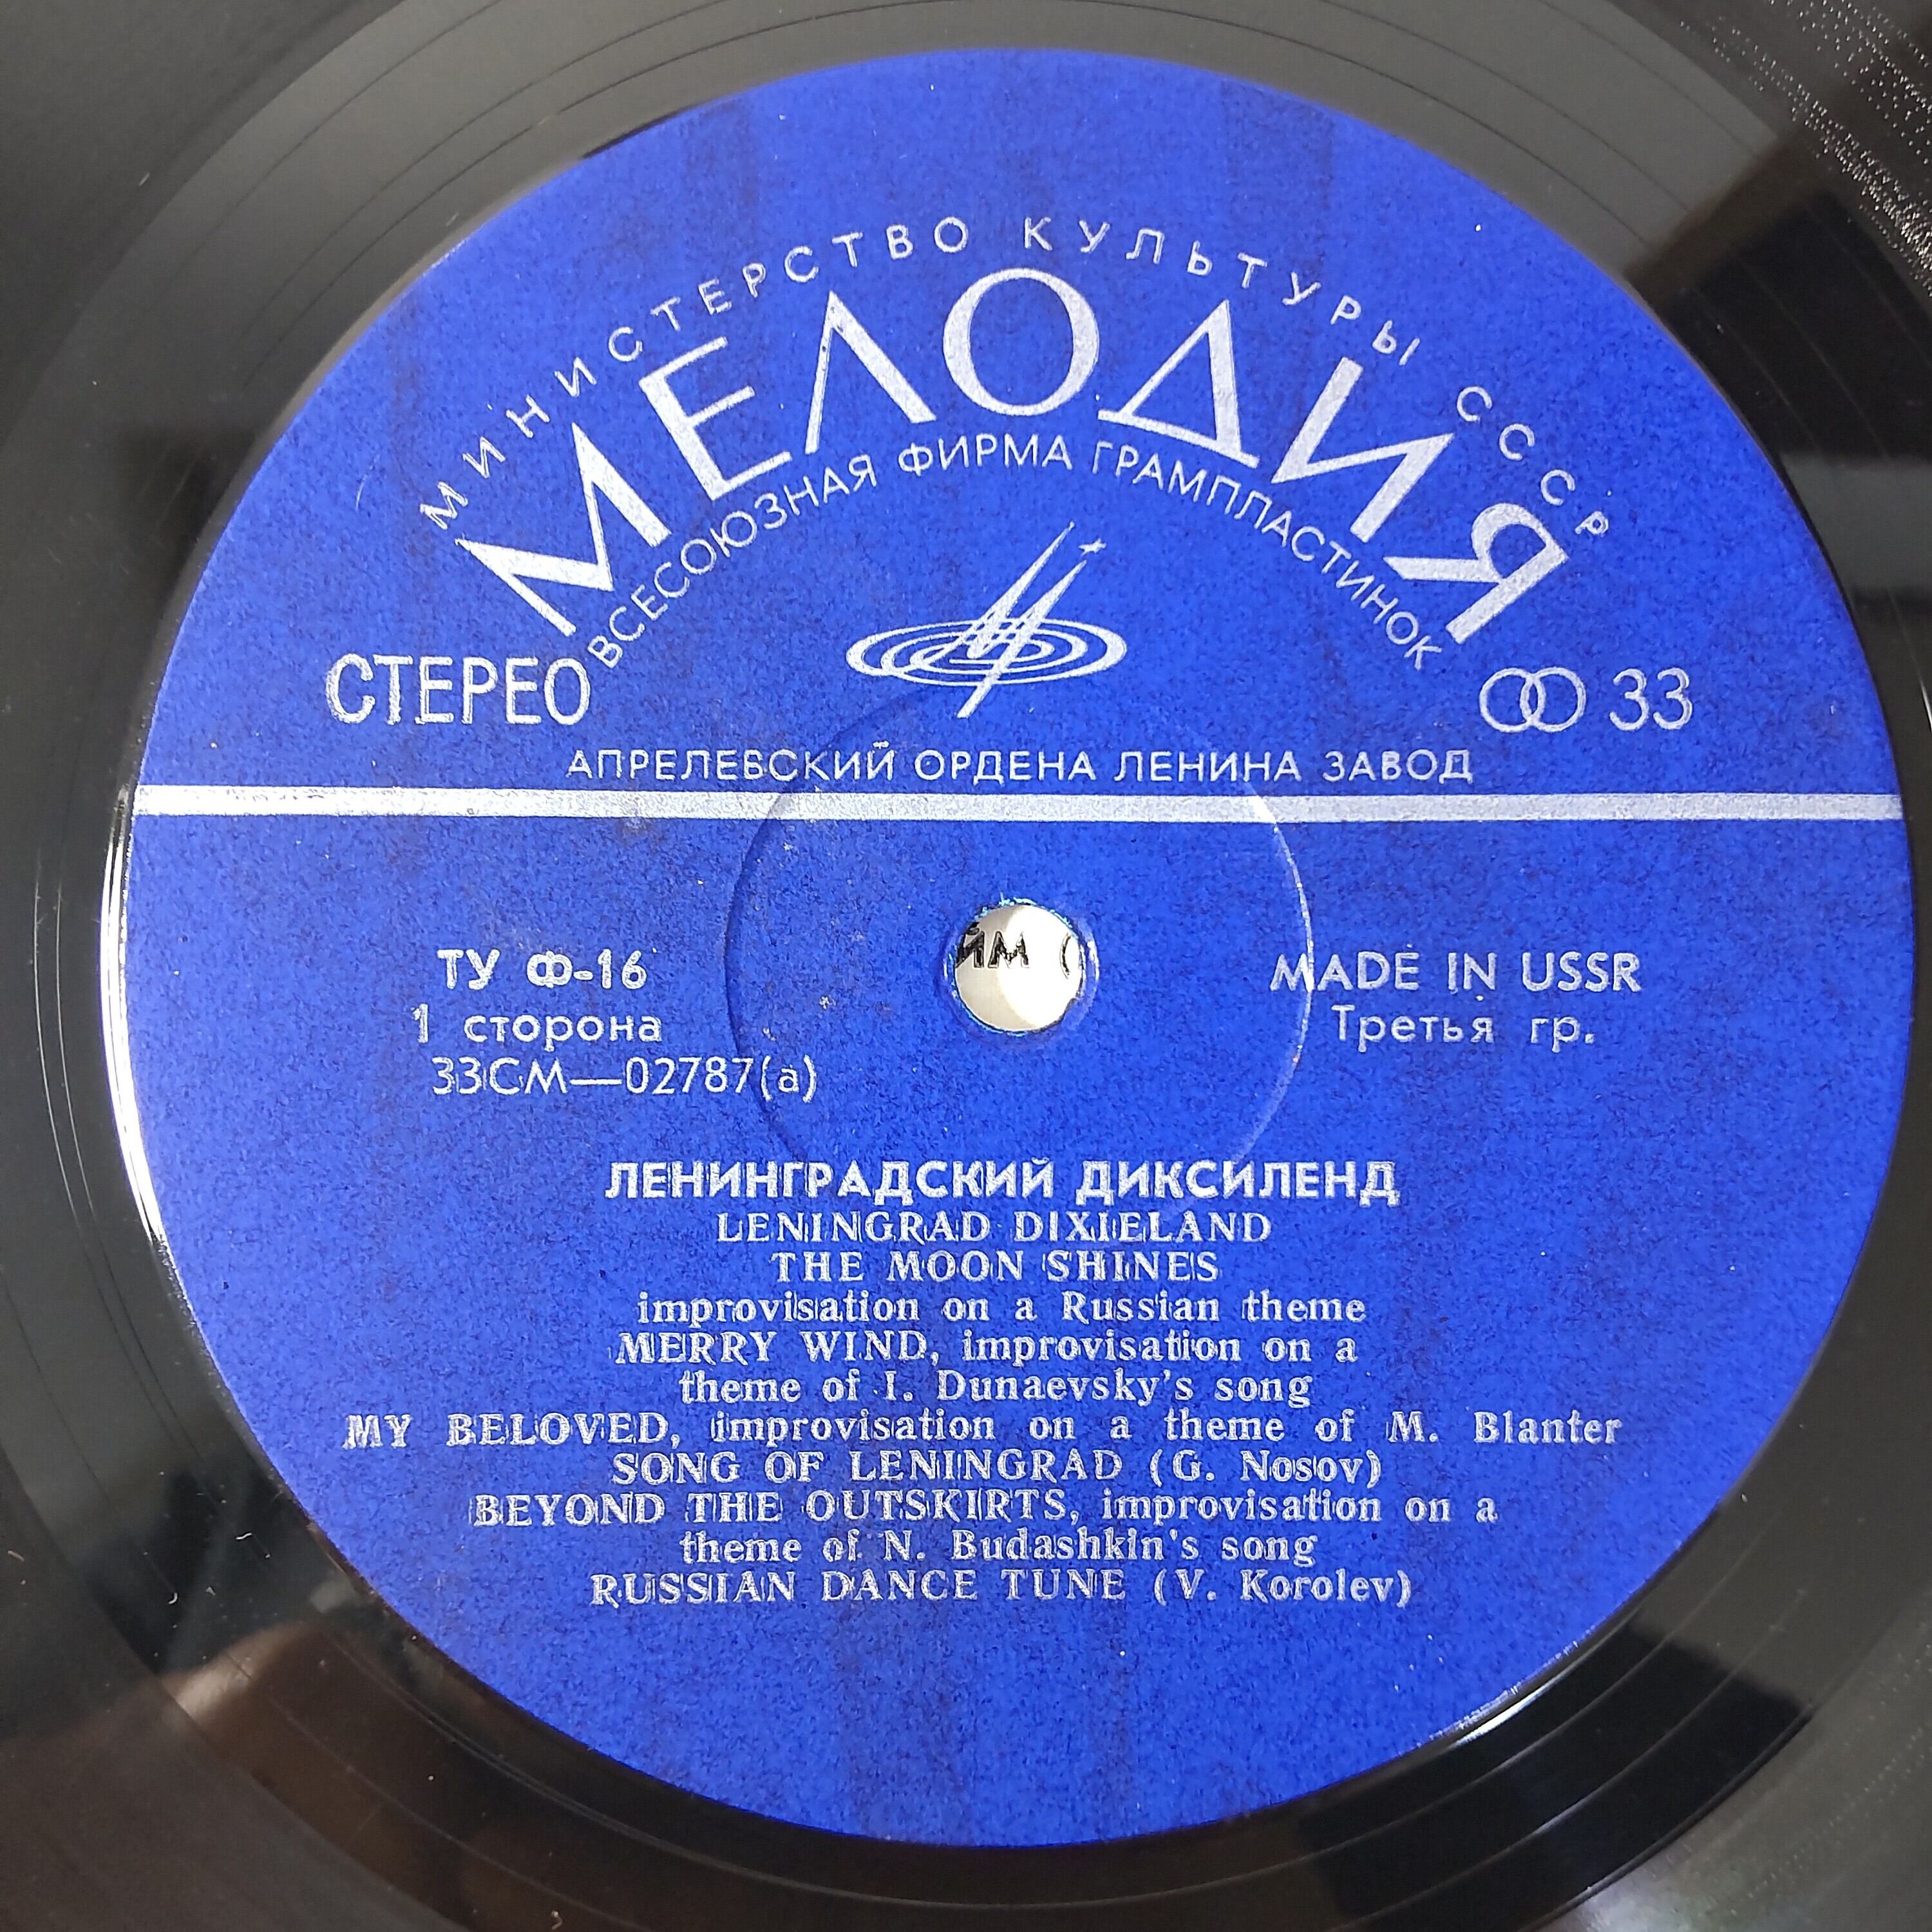 МИНИСТЕРСТВО КУЛЬТУРЫ СССР
МЕЛОДИЯ
ВСЕСОЮЗНАЯ ФИРМА ГРАМПЛАСТИНОК
СТЕРЕО
33
АПРЕЛЕВСКИЙ ОРДЕНА ЛЕНИНА ЗАВОД
ТУ Ф-16
1 сторона
33СМ—02787(а)
MADE IN USSR
Третья гр.
ЛЕНИНГРАДСКИЙ ДИКСИЛЕНД
LENINGRAD DIXIELAND
THE MOON SHINES
improvisation on a Russian theme
MERRY WIND, improvisation on a
theme of I. Dunaevsky's song
MY BELOVED, improvisation on a theme of M. Blanter
SONG OF LENINGRAD (G. Nosov)
BEYOND THE OUTSKIRTS, improvisation on a
theme of N. Budashkin's song
RUSSIAN DANCE TUNE (V. Korolev)